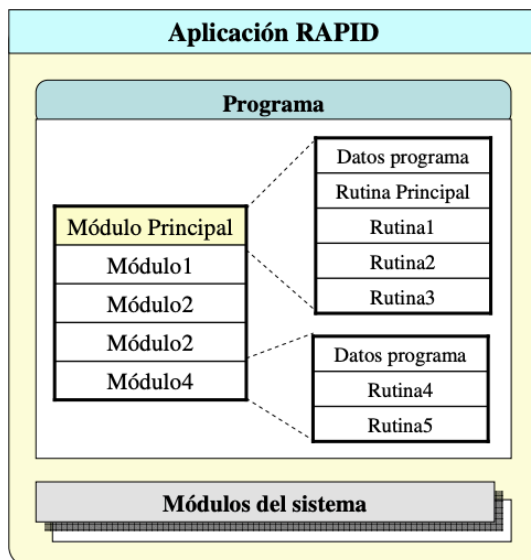 Aplicación RAPID
Programa
Módulo Principal
Módulo1
Módulo2
Módulo2
Módulo4
Datos programa
Rutina Principal
Rutina1
Rutina2
Rutina3
Datos programa
Rutina4
Rutina5
Módulos del sistema